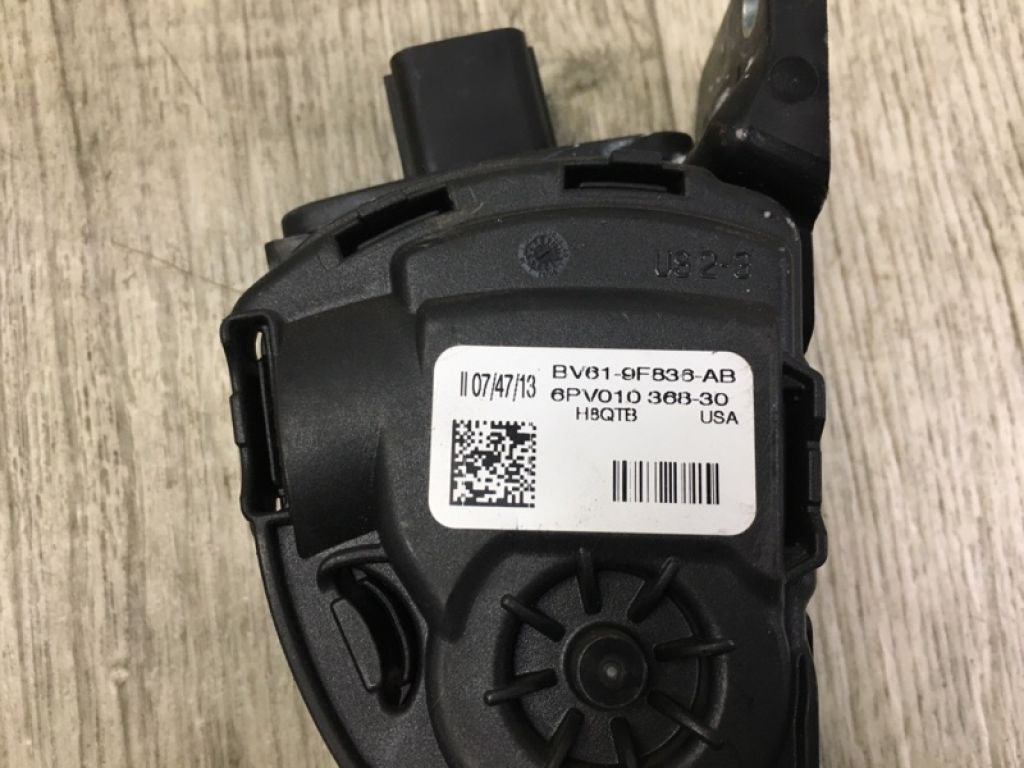 US 2-3
II 07/47/13
BV61-9F836-AB
6PV010 368-30
H8QTB USA